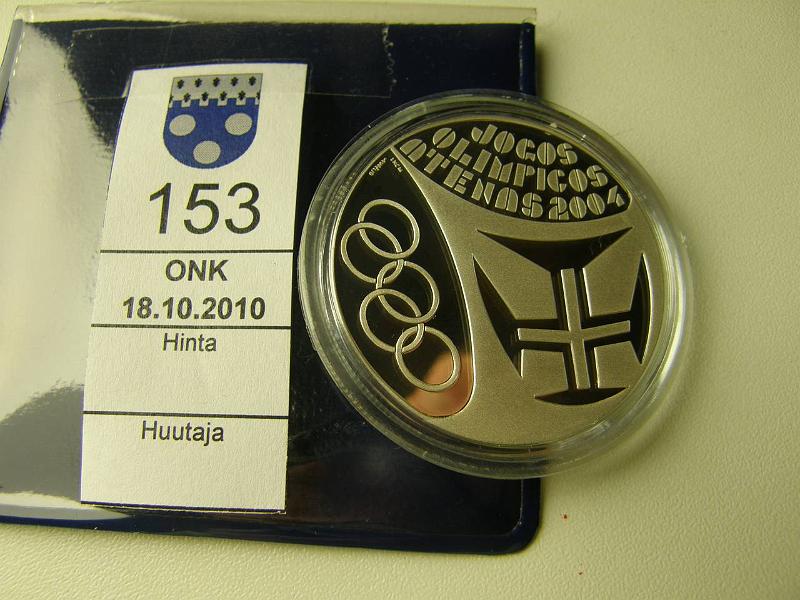 153
ONK
18.10.2010
Hinta
Huutaja
JOGOS
OLIMPICOS
ATENAS 2004